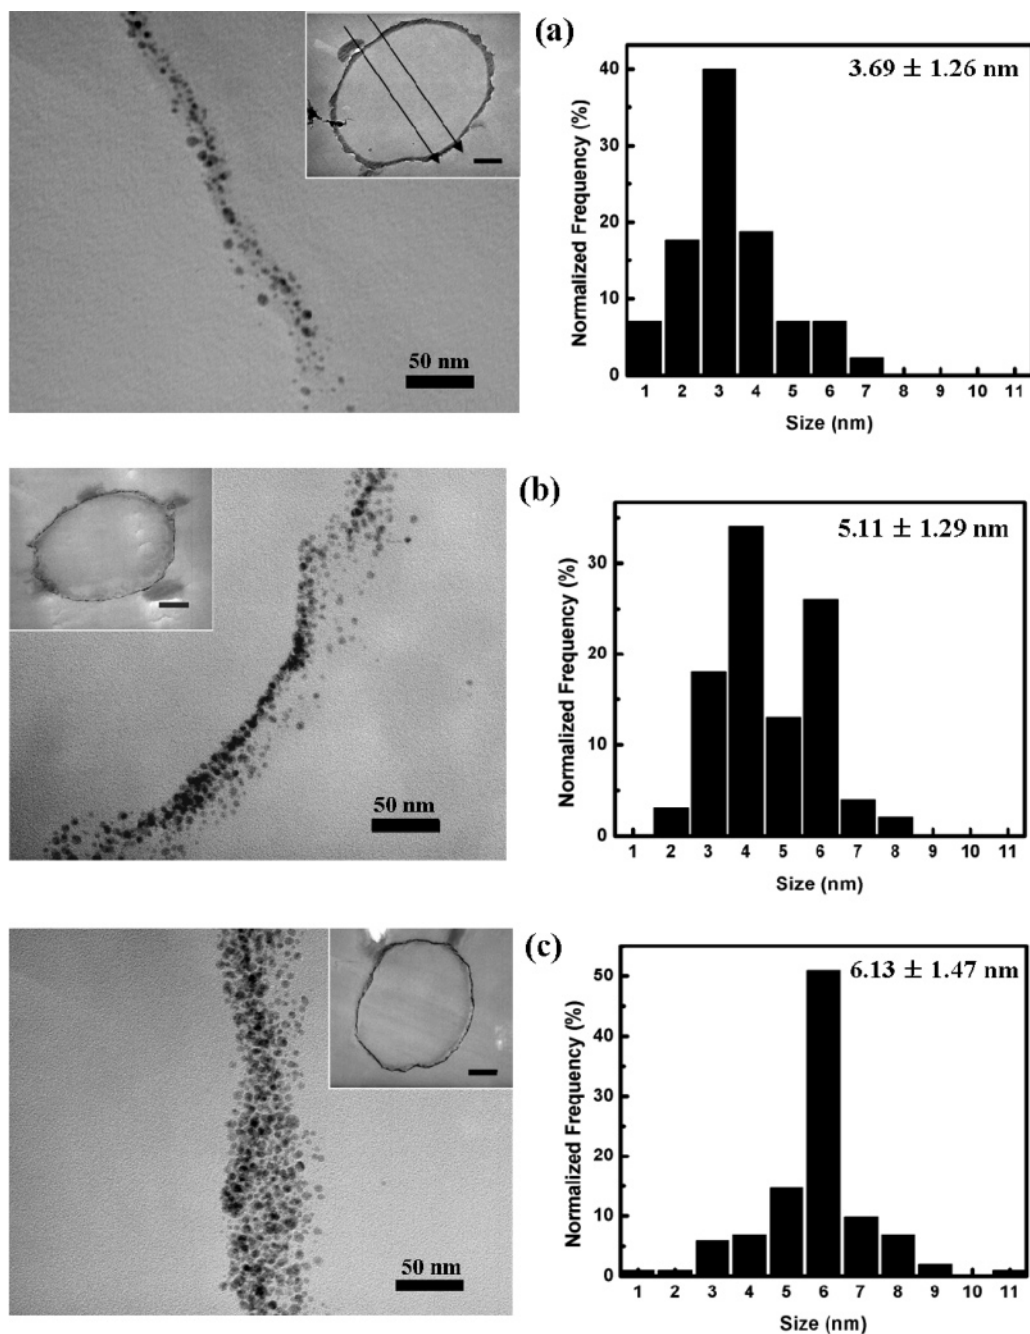 50 nm
(a)
3.69 ± 1.26 nm
Normalized Frequency (%)
40
30
20
10
0
1 2 3 4 5 6 7 8 9 10 11
Size (nm)
50 nm
(b)
5.11 ± 1.29 nm
Normalized Frequency (%)
30
20
10
0
1 2 3 4 5 6 7 8 9 10 11
Size (nm)
50 nm
(c)
6.13 ± 1.47 nm
Normalized Frequency (%)
50
40
30
20
10
0
1 2 3 4 5 6 7 8 9 10 11
Size (nm)